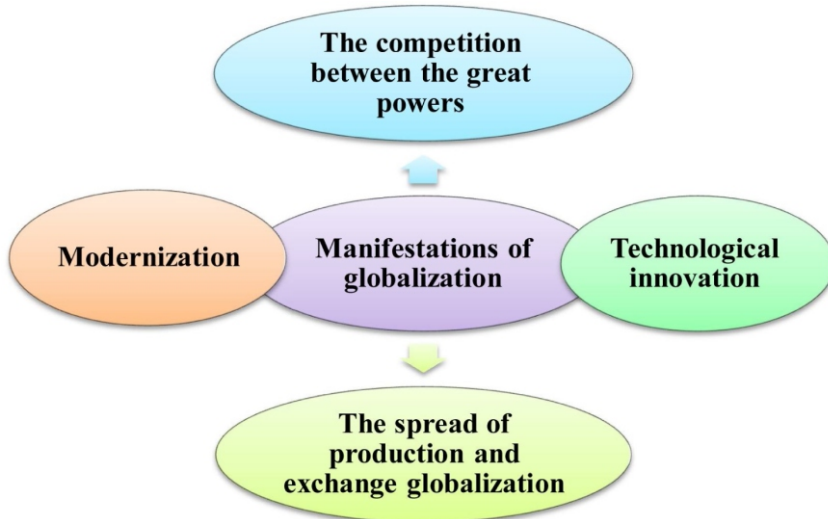 The competition
between the great
powers
Modernization
Manifestations of
globalization
Technological
innovation
The spread of
production and
exchange globalization